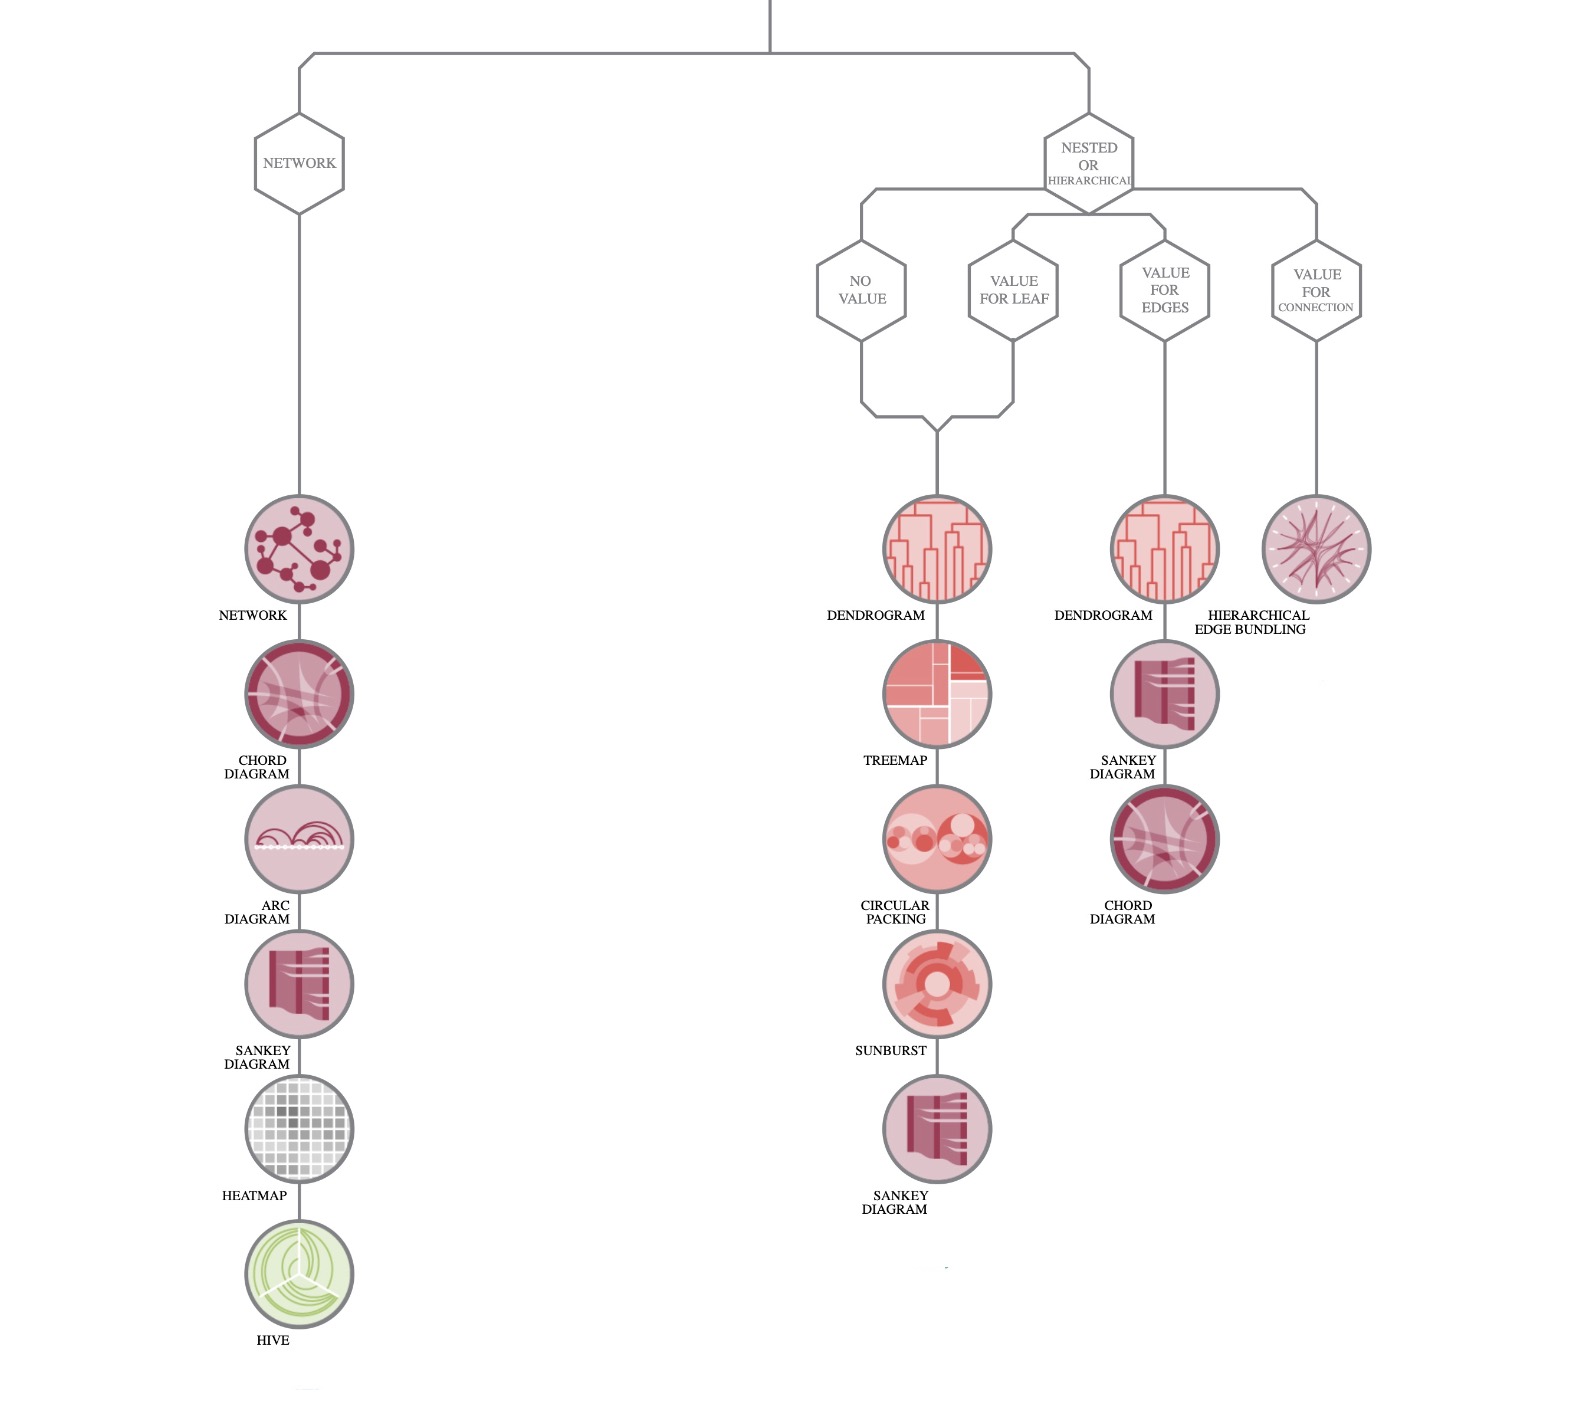 NETWORK
NESTED
OR
HIERARCHICAL
NO
VALUE
VALUE
FOR LEAF
VALUE
FOR
EDGES
VALUE
FOR
CONNECTION
NETWORK
CHORD
DIAGRAM
ARC
DIAGRAM
SANKEY
DIAGRAM
HEATMAP
HIVE
DENDROGRAM
TREEMAP
CIRCULAR
PACKING
SUNBURST
SANKEY
DIAGRAM
DENDROGRAM
SANKEY
DIAGRAM
CHORD
DIAGRAM
HIERARCHICAL
EDGE BUNDLING